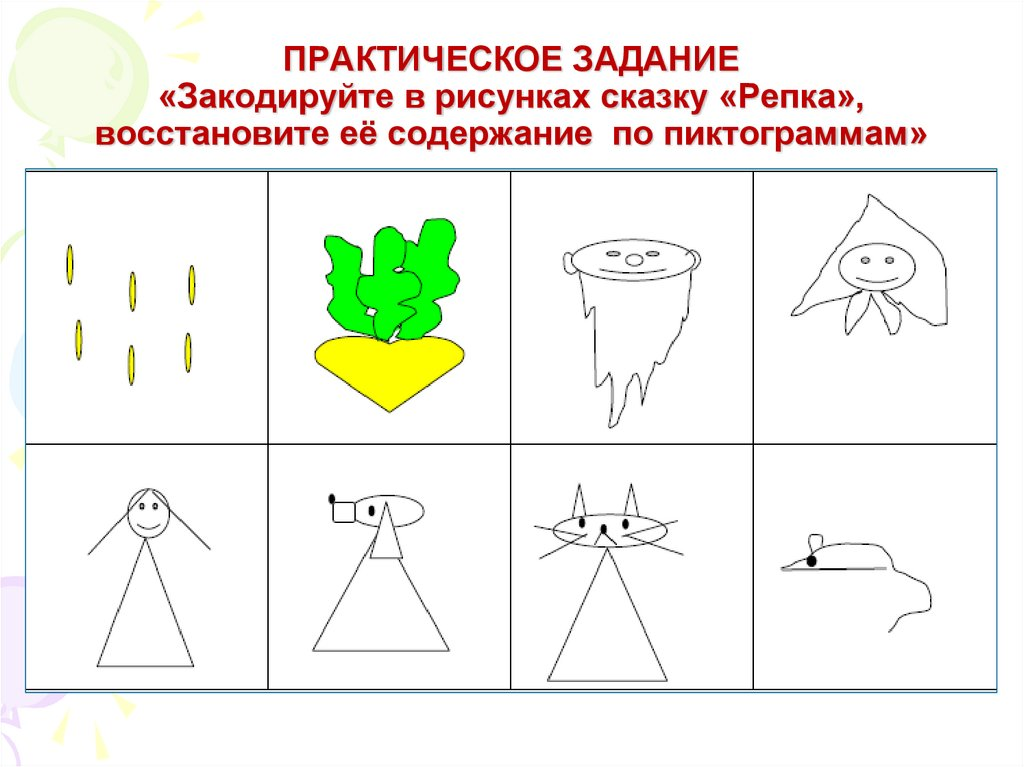 ПРАКТИЧЕСКОЕ ЗАДАНИЕ
«Закодируйте в рисунках сказку «Репка»,
восстановите её содержание по пиктограммам»